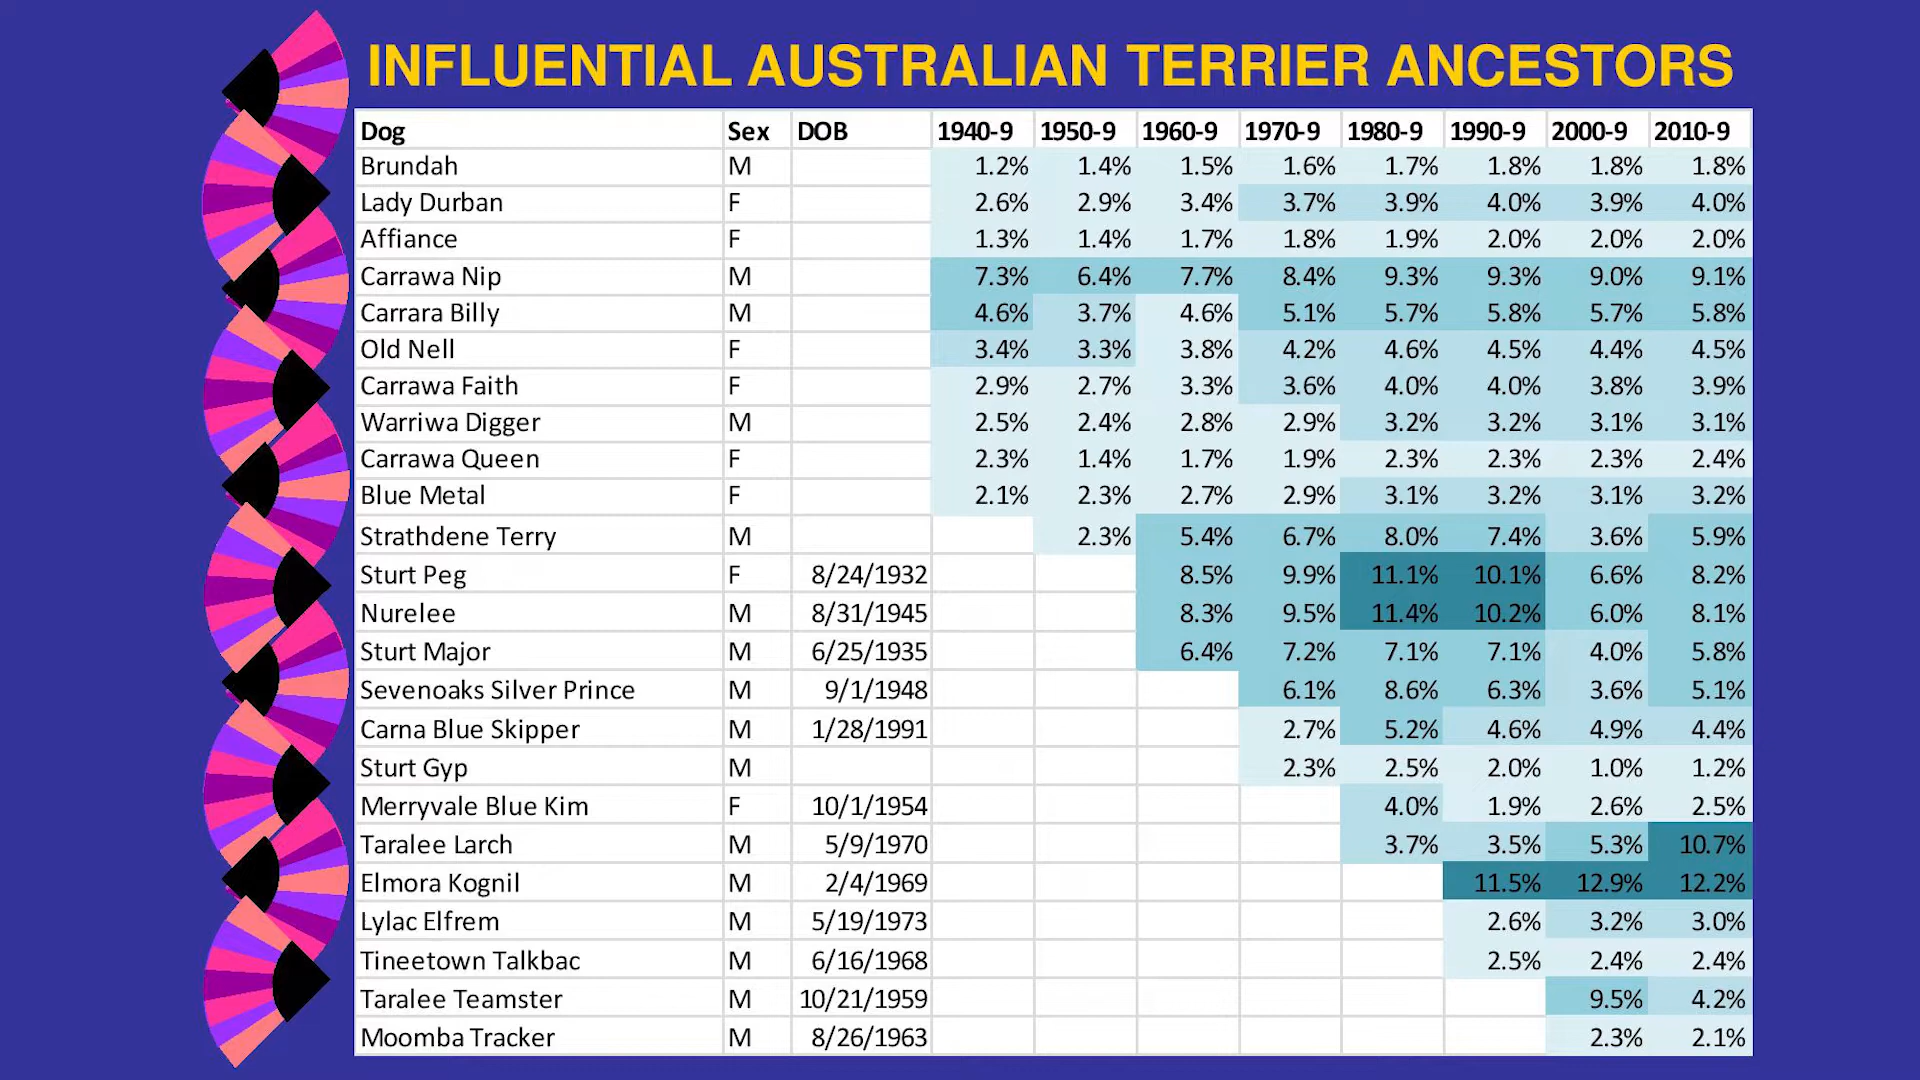 INFLUENTIAL AUSTRALIAN TERRIER ANCESTORS
Dog Sex DOB 1940-9 1950-9 1960-9 1970-9 1980-9 1990-9 2000-9 2010-9
Brundah M 1.2% 1.4% 1.5% 1.6% 1.7% 1.8% 1.8% 1.8%
Lady Durban F 2.6% 2.9% 3.4% 3.7% 3.9% 4.0% 3.9% 4.0%
Affiance F 1.3% 1.4% 1.7% 1.8% 1.9% 2.0% 2.0% 2.0%
Carrawa Nip M 7.3% 6.4% 7.7% 8.4% 9.3% 9.3% 9.0% 9.1%
Carrara Billy M 4.6% 3.7% 4.6% 5.1% 5.7% 5.8% 5.7% 5.8%
Old Nell F 3.4% 3.3% 3.8% 4.2% 4.6% 4.5% 4.4% 4.5%
Carrawa Faith F 2.9% 2.7% 3.3% 3.6% 4.0% 4.0% 3.8% 3.9%
Warriwa Digger M 2.5% 2.4% 2.8% 2.9% 3.2% 3.2% 3.1% 3.1%
Carrawa Queen F 2.3% 1.4% 1.7% 1.9% 2.3% 2.3% 2.3% 2.4%
Blue Metal F 2.1% 2.3% 2.7% 2.9% 3.1% 3.2% 3.1% 3.2%
Strathdene Terry M 2.3% 5.4% 6.7% 8.0% 7.4% 3.6% 5.9%
Sturt Peg F 8/24/1932 8.5% 9.9% 11.1% 10.1% 6.6% 8.2%
Nurelee M 8/31/1945 8.3% 9.5% 11.4% 10.2% 6.0% 8.1%
Sturt Major M 6/25/1935 6.4% 7.2% 7.1% 7.1% 4.0% 5.8%
Sevenoaks Silver Prince M 9/1/1948 6.1% 8.6% 6.3% 3.6% 5.1%
Carna Blue Skipper M 1/28/1991 2.7% 5.2% 4.6% 4.9% 4.4%
Sturt Gyp M 2.3% 2.5% 2.0% 1.0% 1.2%
Merryvale Blue Kim F 10/1/1954 4.0% 1.9% 2.6% 2.5%
Taralee Larch M 5/9/1970 3.7% 3.5% 5.3% 10.7%
Elmora Kognil M 2/4/1969 11.5% 12.9% 12.2%
Lylac Elfrem M 5/19/1973 2.6% 3.2% 3.0%
Tineetown Talkbac M 6/16/1968 2.5% 2.4% 2.4%
Taralee Teamster M 10/21/1959 9.5% 4.2%
Moomba Tracker M 8/26/1963 2.3% 2.1%